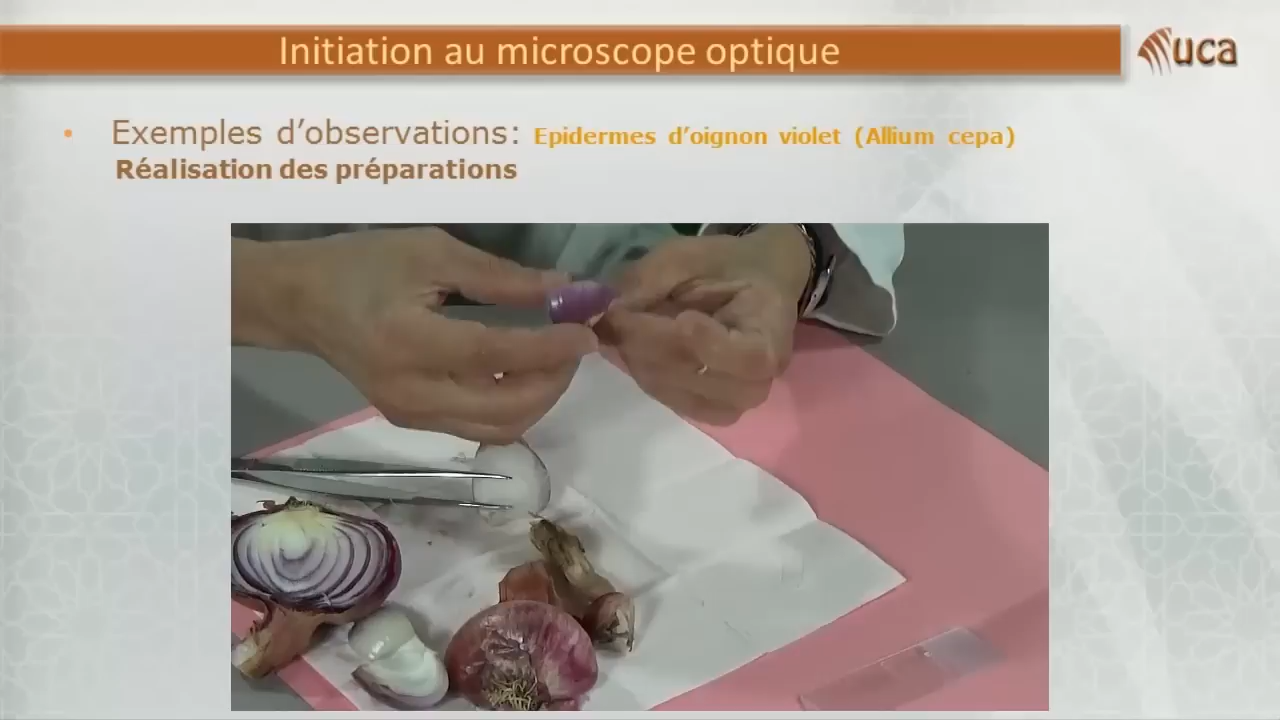 Initiation au microscope optique
uca
• Exemples d’observations: Epidermes d’oignon violet (Allium cepa)
Réalisation des préparations